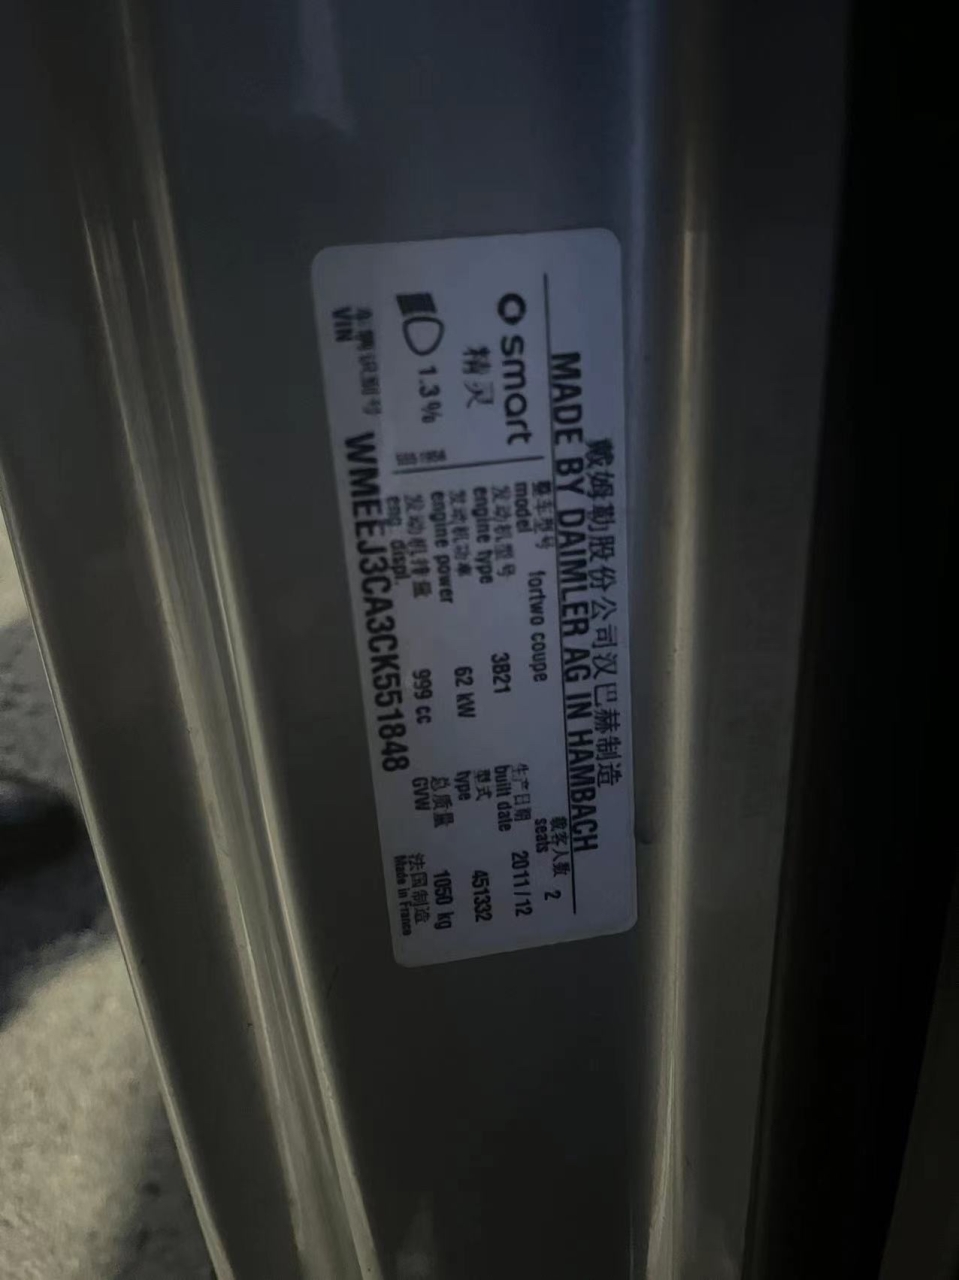 戴姆勒股份公司汉巴赫制造
MADE BY DAIMLER AG IN HAMBACH
smart
精灵
1.3%
整车型号
model fortwo coupe
载客人数
seats 2
发动机型号
engine type 3B21
生产日期
built date 2011/12
发动机功率
engine power 62 kW
型式
type 451332
发动机排量
eng. displ. 999 cc
总质量
GVW 1050 kg
车辆识别号
VIN WMEEJ3CA3CK551848
法国制造
Made in France